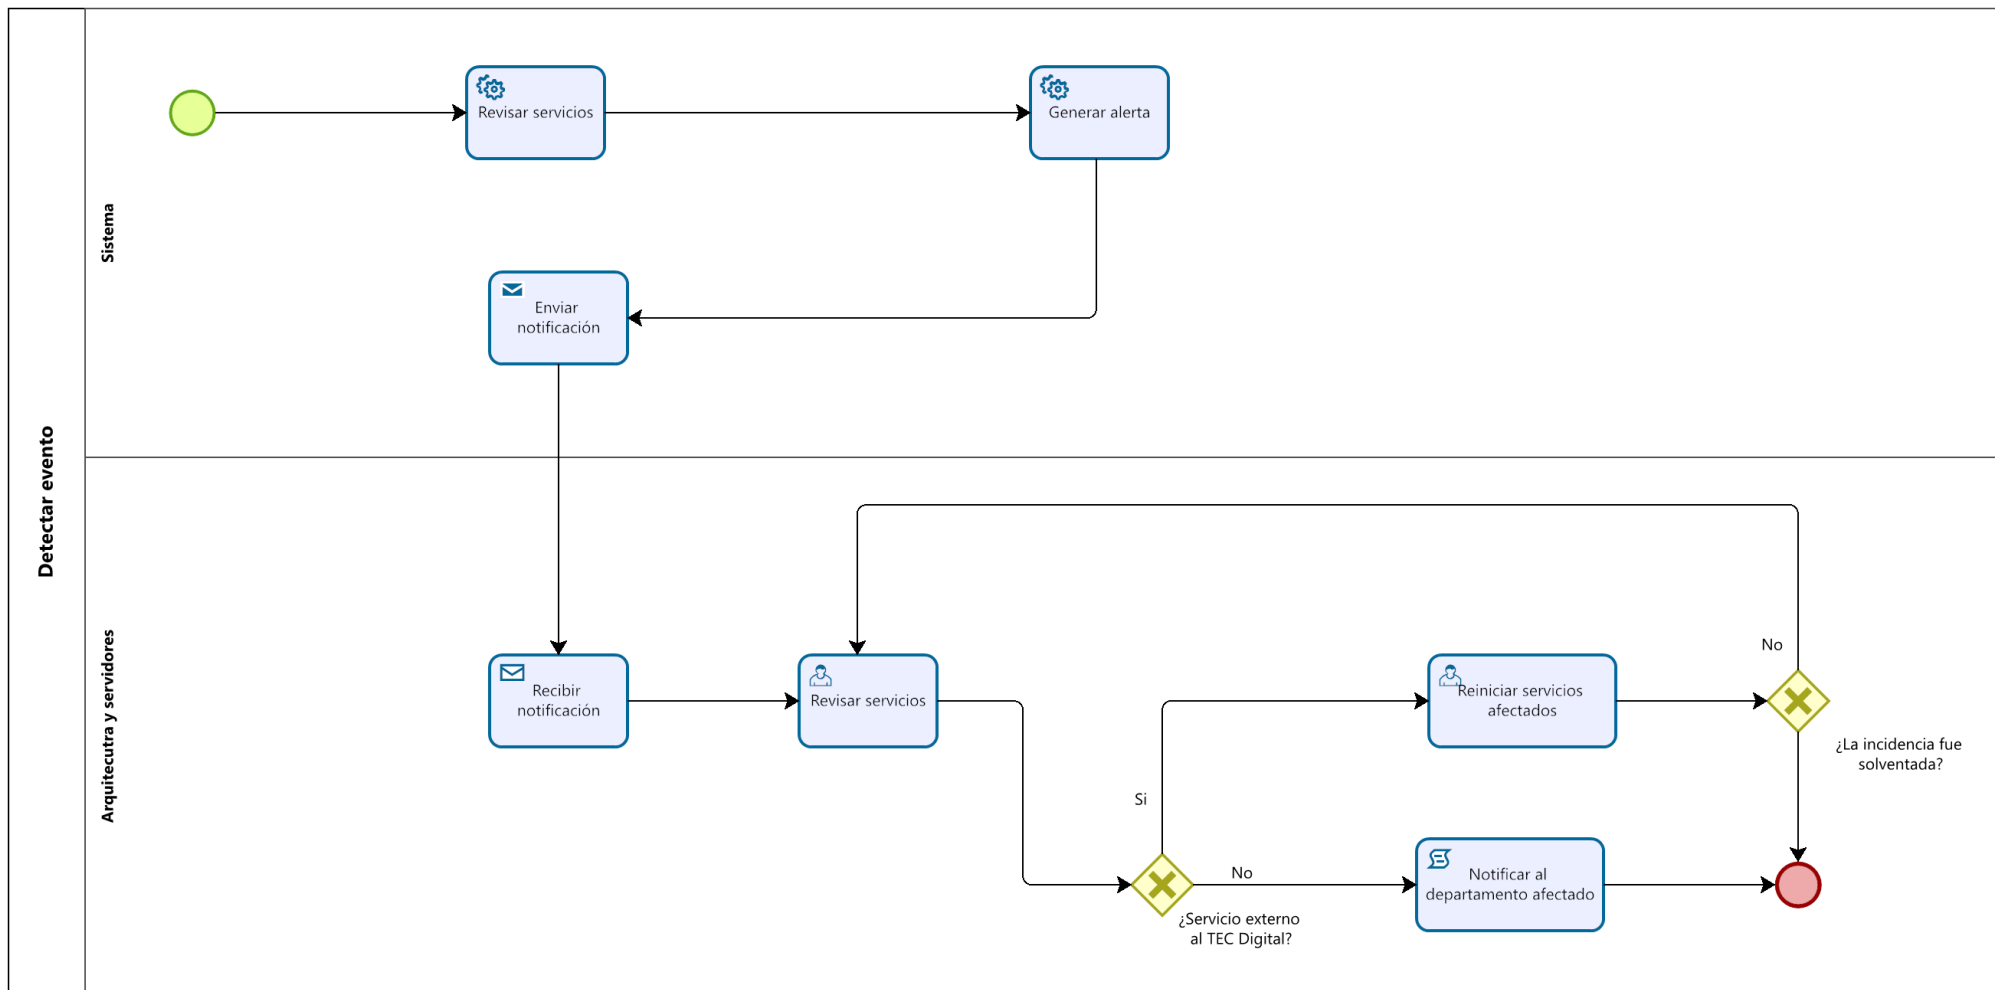 Detectar evento
Sistema
Revisar servicios
Generar alerta
Enviar
notificación
Arquitecutra y servidores
Recibir
notificación
Revisar servicios
Si
¿Servicio externo
al TEC Digital?
No
Reiniciar servicios
afectados
Notificar al
departamento afectado
No
¿La incidencia fue
solventada?